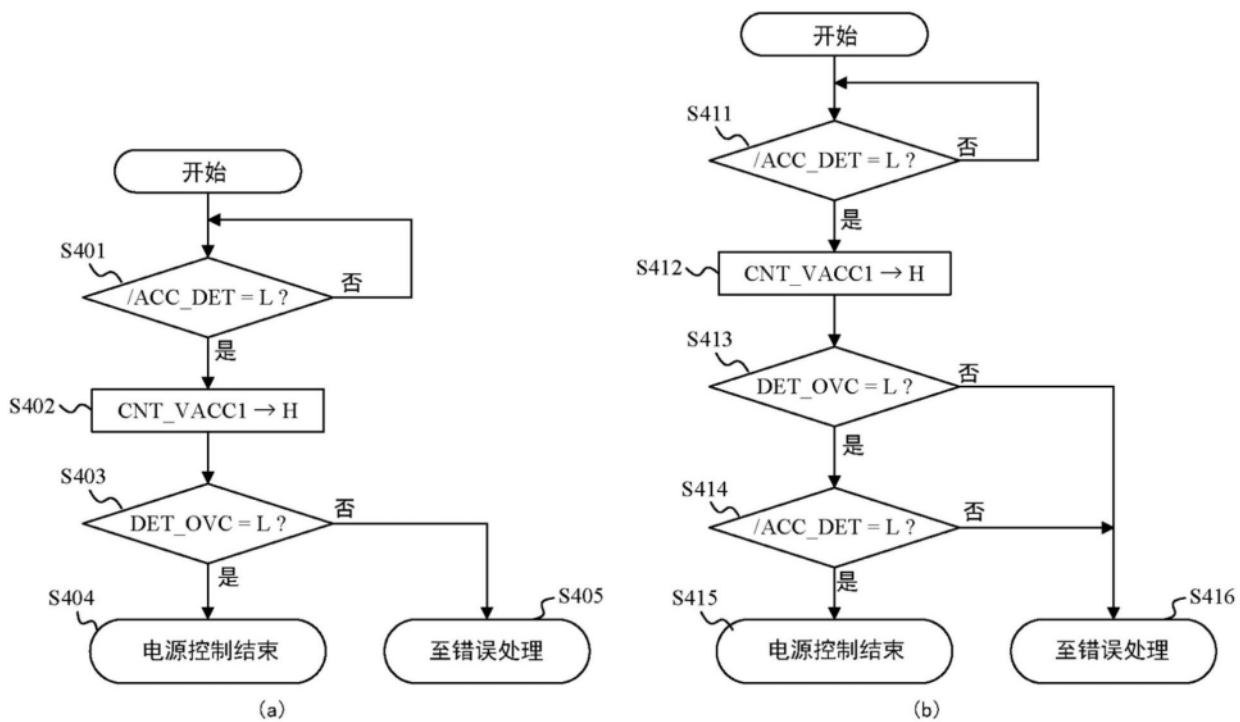 开始
S401
/ACC_DET = L ?
否
是
S402
CNT_VACC1 → H
S403
DET_OVC = L ?
否
是
S404
电源控制结束
S405
至错误处理
(a)
开始
S411
/ACC_DET = L ?
否
是
S412
CNT_VACC1 → H
S413
DET_OVC = L ?
否
是
S414
/ACC_DET = L ?
否
是
S415
电源控制结束
S416
至错误处理
(b)